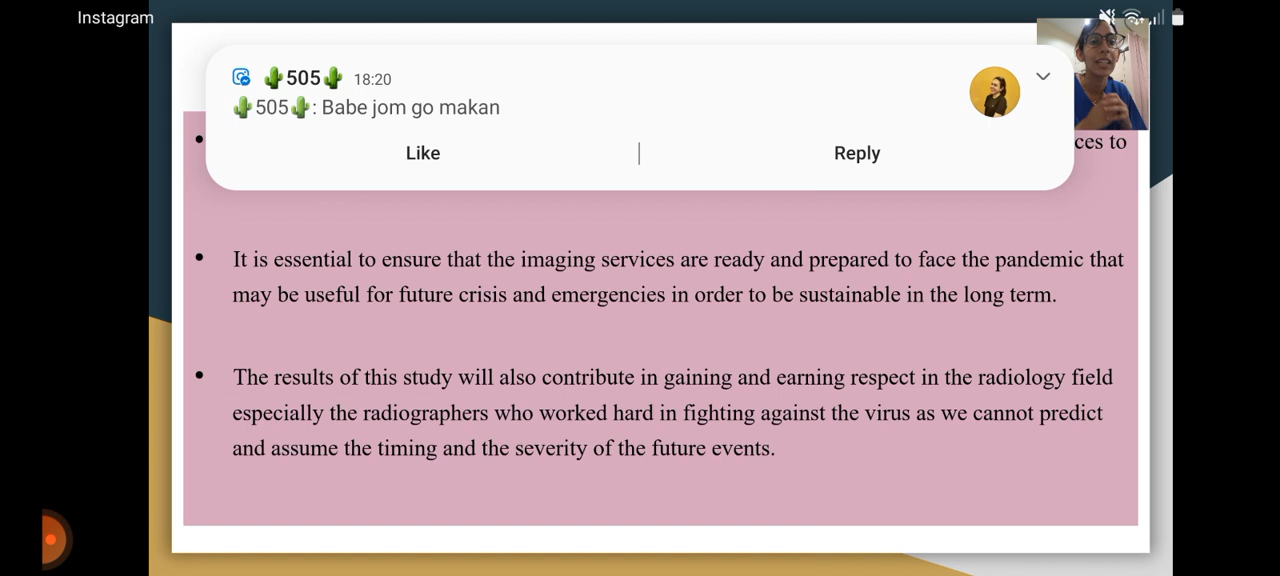 Instagram
🌵505🌵 18:20
🌵505🌵: Babe jom go makan
Like | Reply
ces to
• It is essential to ensure that the imaging services are ready and prepared to face the pandemic that
may be useful for future crisis and emergencies in order to be sustainable in the long term.
• The results of this study will also contribute in gaining and earning respect in the radiology field
especially the radiographers who worked hard in fighting against the virus as we cannot predict
and assume the timing and the severity of the future events.